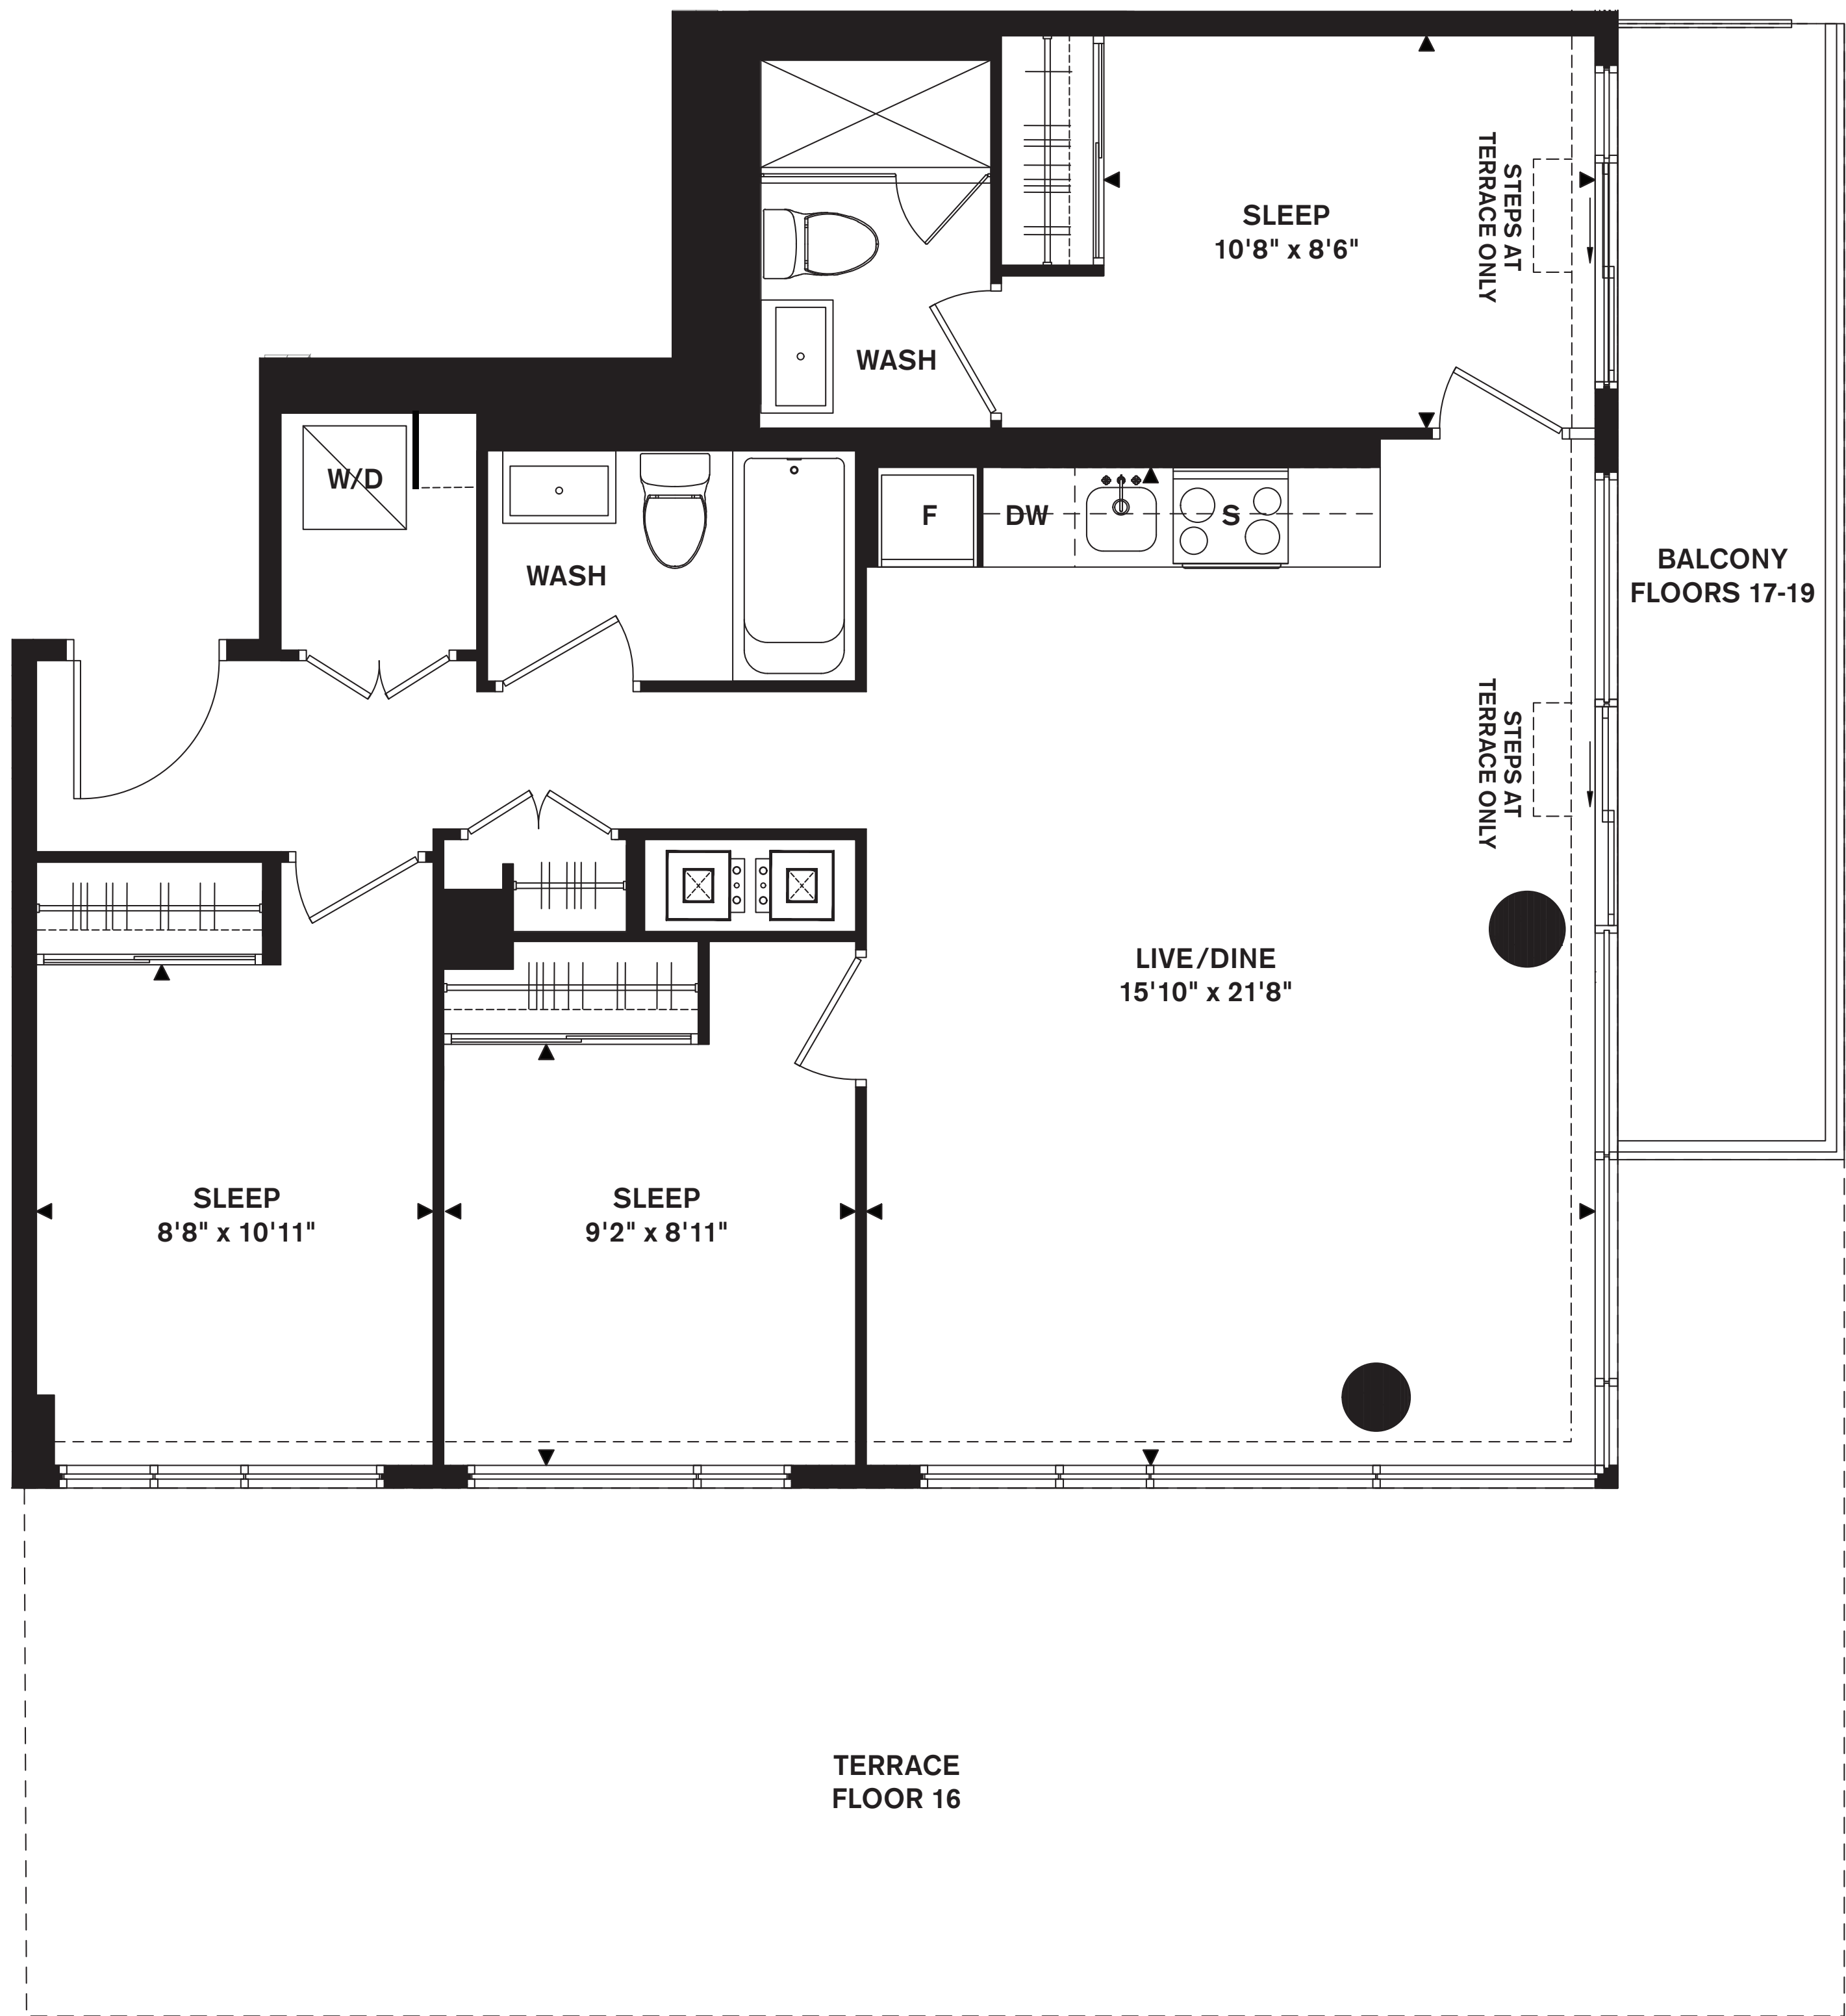 SLEEP
10'8" x 8'6"
STEPS AT
TERRACE ONLY
WASH
W/D
F
DW
S
WASH
BALCONY
FLOORS 17-19
STEPS AT
TERRACE ONLY
LIVE/DINE
15'10" x 21'8"
SLEEP
8'8" x 10'11"
SLEEP
9'2" x 8'11"
TERRACE
FLOOR 16